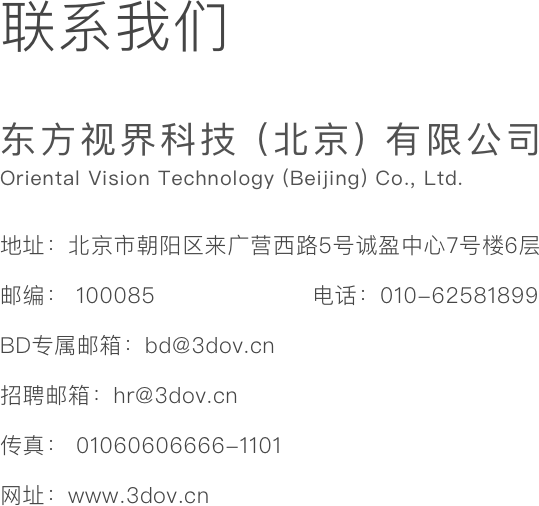 联系我们
东方视界科技（北京）有限公司
Oriental Vision Technology (Beijing) Co., Ltd.
地址：北京市朝阳区来广营西路5号诚盈中心7号楼6层
邮编： 100085 电话：010-62581899
BD专属邮箱：bd@3dov.cn
招聘邮箱：hr@3dov.cn
传真： 01060606666-1101
网址：www.3dov.cn